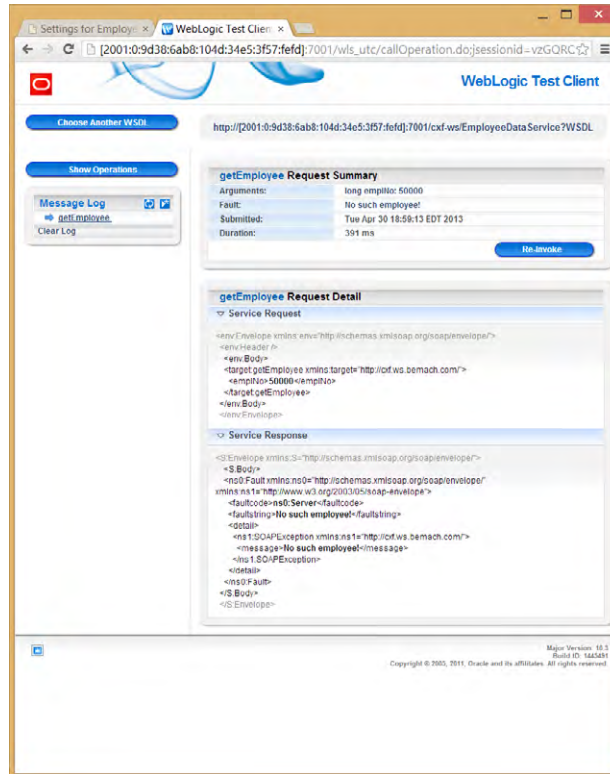 Settings for Employ
WebLogic Test Client
[2001:0:9d38:6ab8:104d:34e5:3f57:fefd]:7001/wls_utc/callOperation.do;jsessionid=vzGQRC
WebLogic Test Client
Choose Another WSDL
http://[2001:0:9d38:6ab8:104d:34e5:3f57:fefd]:7001/cxf-ws/EmployeeDataService?WSDL
Show Operations
Message Log
getEmployee
Clear Log
getEmployee Request Summary
Arguments: long emplNo: 50000
Fault: No such employee!
Submitted: Tue Apr 30 18:59:13 EDT 2013
Duration: 391 ms
Re-Invoke
getEmployee Request Detail
Service Request
<env:Envelope xmlns:env="http://schemas.xmlsoap.org/soap/envelope/">
<env:Header />
<env:Body>
<target:getEmployee xmlns:target="http://cxf.ws.bemach.com/">
<emplNo>50000</emplNo>
</target:getEmployee>
</env:Body>
</env:Envelope>
Service Response
<S:Envelope xmlns:S="http://schemas.xmlsoap.org/soap/envelope/">
<S:Body>
<ns0:Fault xmlns:ns0="http://schemas.xmlsoap.org/soap/envelope/"
xmlns:ns1="http://www.w3.org/2003/05/soap-envelope">
<faultcode>ns0:Server</faultcode>
<faultstring>No such employee!</faultstring>
<detail>
<ns1:SOAPException xmlns:ns1="http://cxf.ws.bemach.com/">
<message>No such employee!</message>
</ns1:SOAPException>
</detail>
</ns0:Fault>
</S:Body>
</S:Envelope>
Major Version: 10.3
Build ID: 1445491
Copyright © 2003, 2011, Oracle and its affilitates. All rights reserved.